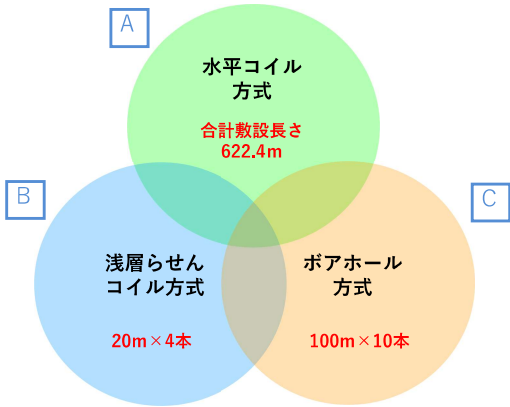 A
水平コイル
方式
合計敷設長さ
622.4m
B
浅層らせん
コイル方式
20m×4本
C
ボアホール
方式
100m×10本